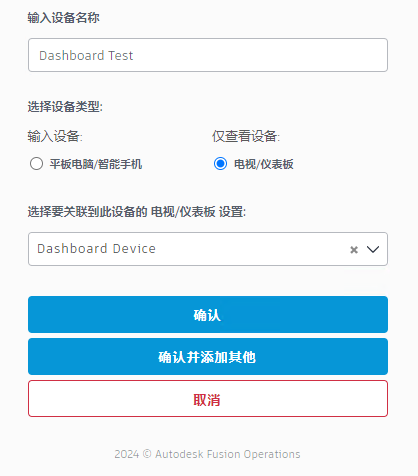 输入设备名称
Dashboard Test
选择设备类型:
输入设备: 仅查看设备:
平板电脑/智能手机 电视/仪表板
选择要关联到此设备的 电视/仪表板 设置:
Dashboard Device
确认
确认并添加其他
取消
2024 © Autodesk Fusion Operations